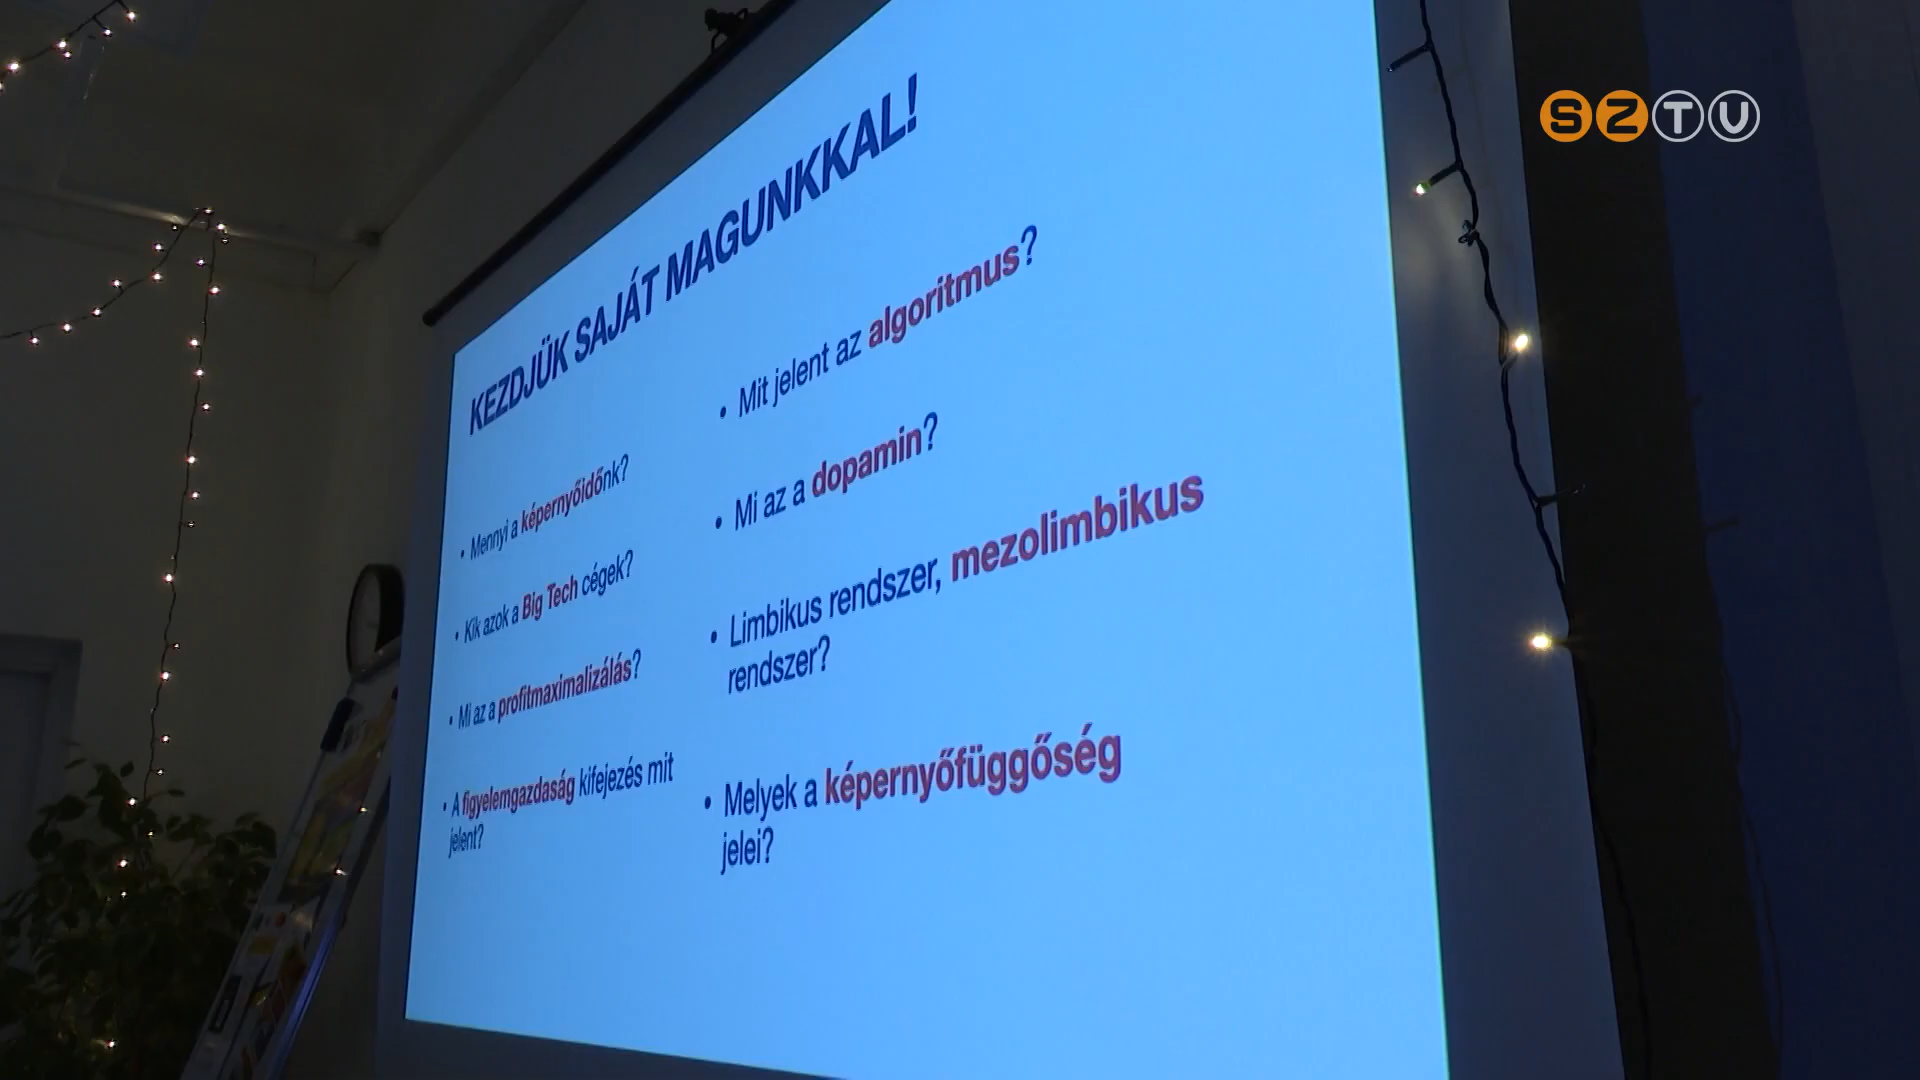 SZTU
KEZDJÜK SAJÁT MAGUNKKAL!
• Mennyi a képernyőidőnk?
• Kik azok a Big Tech cégek?
• Mi az a profitmaximalizálás?
• A figyelemgazdaság kifejezés mit
jelent?
• Mit jelent az algoritmus?
• Mi az a dopamin?
• Limbikus rendszer, mezolimbikus
rendszer?
• Melyek a képernyőfüggőség
jelei?